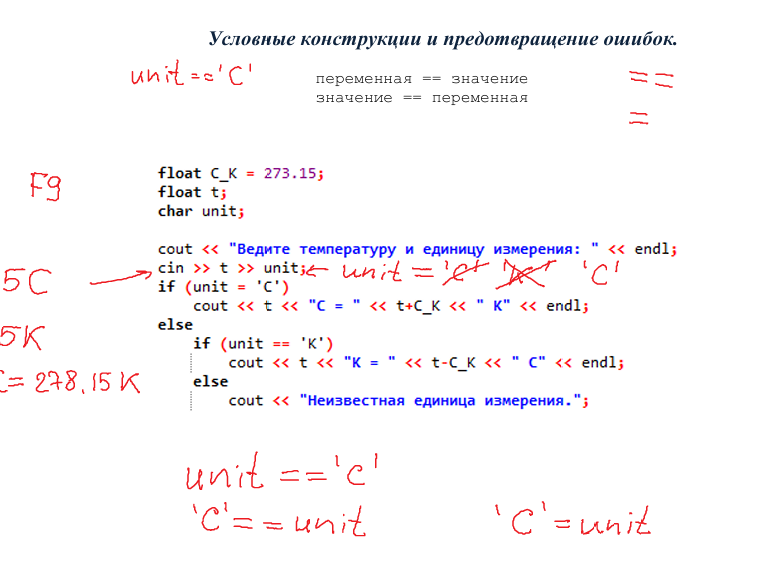 Условные конструкции и предотвращение ошибок.
unit == 'C'
переменная == значение
значение == переменная
==
=
F9
float C_K = 273.15;
float t;
char unit;
cout << "Ведите температуру и единицу измерения: " << endl;
cin >> t >> unit; ← unit = 'C' 'K' 'C'
5C
if (unit = 'C')
cout << t << "C = " << t+C_K << " K" << endl;
else
5K
if (unit == 'K')
cout << t << "K = " << t-C_K << " C" << endl;
C = 278,15 K
else
cout << "Неизвестная единица измерения.";
unit == 'c'
'C' == unit
'C' = unit